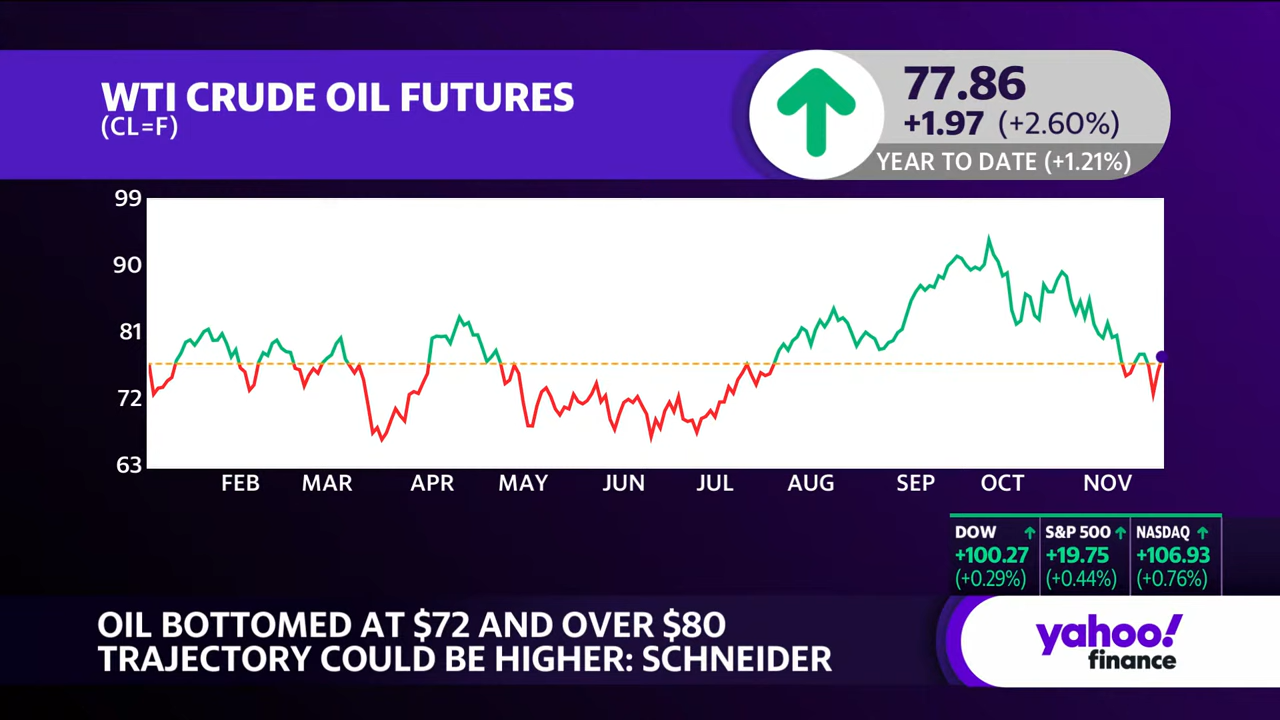 WTI CRUDE OIL FUTURES
(CL=F)
77.86
+1.97 (+2.60%)
YEAR TO DATE (+1.21%)
99
90
81
72
63
FEB MAR APR MAY JUN JUL AUG SEP OCT NOV
DOW S&P 500 NASDAQ
+100.27 +19.75 +106.93
(+0.29%) (+0.44%) (+0.76%)
OIL BOTTOMED AT $72 AND OVER $80
TRAJECTORY COULD BE HIGHER: SCHNEIDER
yahoo!
finance